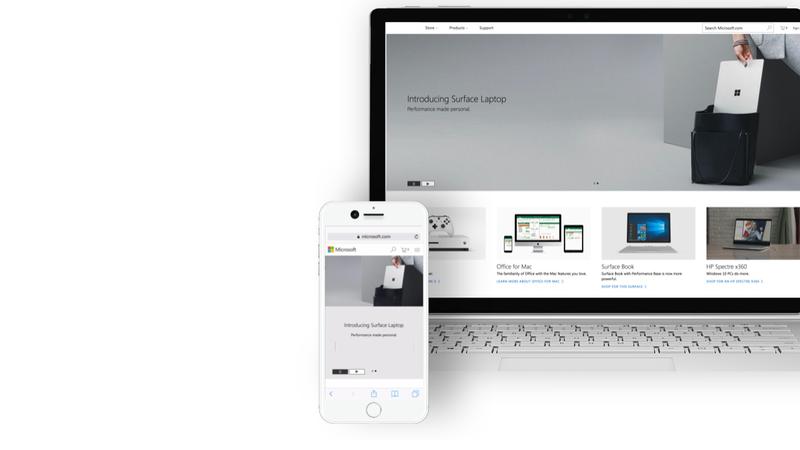 Store
Products
Support
Search Microsoft.com
Introducing Surface Laptop
Performance made personal.
Office for Mac
The familiarity of Office with the Mac features you love.
LEARN MORE ABOUT OFFICE FOR MAC >
Surface Book
Surface Book with Performance Base is now more
powerful.
SHOP FOR THIS SURFACE >
HP Spectre x360
Windows 10 PCs do more.
SHOP FOR AN HP SPECTRE X360 >
microsoft.com
Microsoft
Introducing Surface Laptop
Performance made personal.